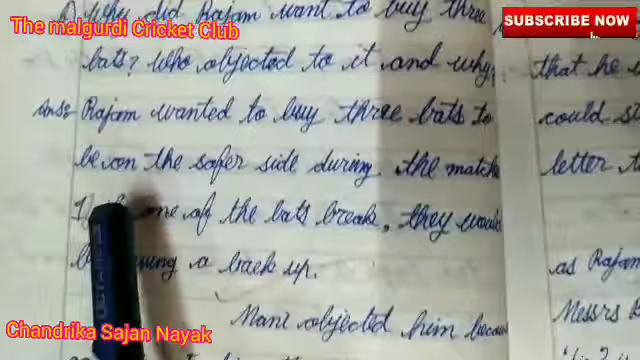 Why did Rajam want to buy three
The malgurdi Cricket Club
SUBSCRIBE NOW
bats? Who objected to it and why,
Ans:- Rajam wanted to buy three bats to
be on the safer side during the match
one of the bats break, they would
a back up.
Mani objected him
that he
could
letter
as Rajam
Messrs
Chandrika Sajan Nayak